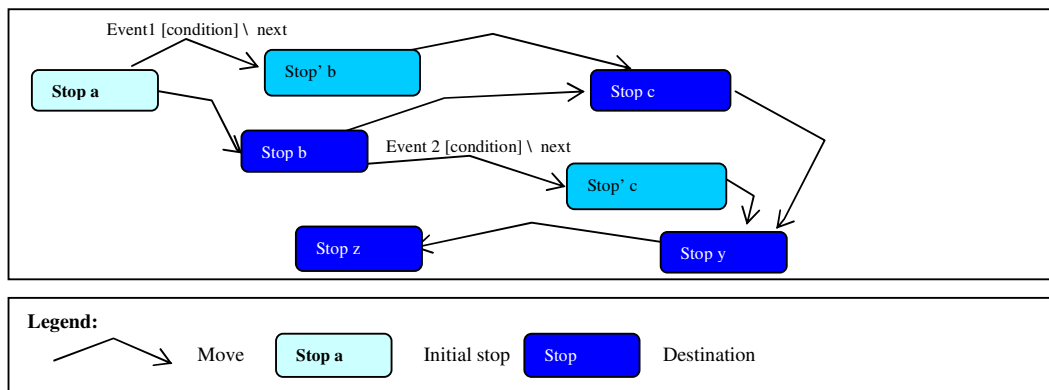 Event1 [condition] \ next
Stop' b
Stop a
Stop c
Stop b
Event 2 [condition] \ next
Stop' c
Stop z
Stop y
Legend:
Move
Stop a
Initial stop
Stop
Destination